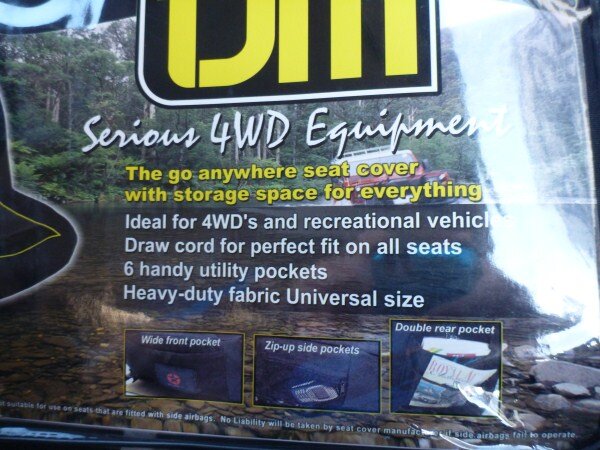 Serious 4WD Equipment
The go anywhere seat cover
with storage space for everything
Ideal for 4WD's and recreational
Draw cord for perfect fit on all seats
6 handy utility pockets
Heavy-duty fabric Universal size
Wide front pocket
Zip-up side pockets
Double rear pocket
suitable for use on seats that are fitted with side airbags. No Liability will be taken by seat cover if side airbags fail to operate.